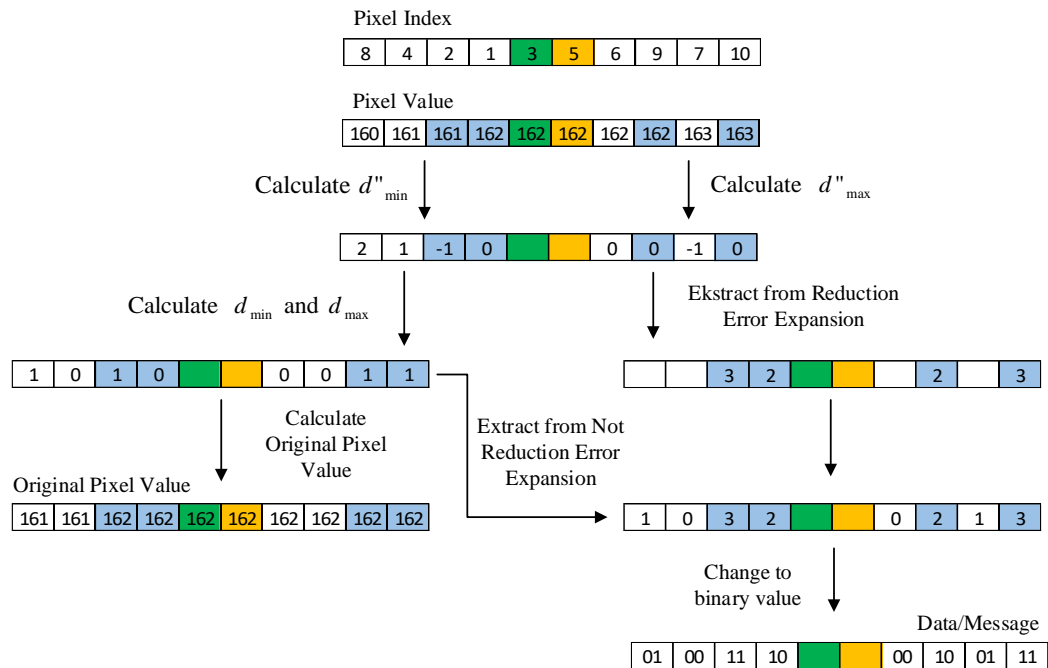 Pixel Index
8 4 2 1 3 5 6 9 7 10
Pixel Value
160 161 161 162 162 162 162 162 163 163
Calculate d"min
Calculate d"max
2 1 -1 0 0 0 -1 0
Calculate dmin and dmax
Ekstract from Reduction
Error Expansion
1 0 1 0 0 0 1 1
3 2 2 3
Calculate
Original Pixel
Value
Extract from Not
Reduction Error
Expansion
Original Pixel Value
161 161 162 162 162 162 162 162 162 162
1 0 3 2 0 2 1 3
Change to
binary value
Data/Message
01 00 11 10 00 10 01 11